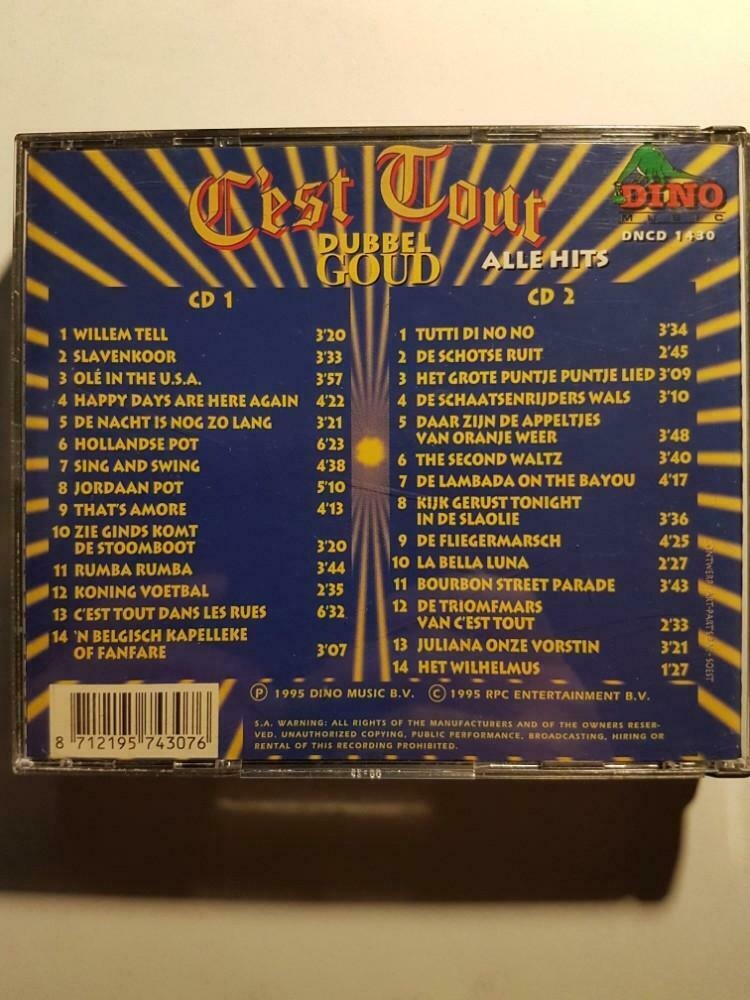 C'est Tout
DUBBEL
GOUD
ALLE HITS
DINO
MUSIC
DNCD 1430
CD 1
1 WILLEM TELL 3'20
2 SLAVENKOOR 3'33
3 OLÉ IN THE U.S.A. 3'57
4 HAPPY DAYS ARE HERE AGAIN 4'22
5 DE NACHT IS NOG ZO LANG 3'21
6 HOLLANDSE POT 6'23
7 SING AND SWING 4'38
8 JORDAAN POT 5'10
9 THAT'S AMORE 4'13
10 ZIE GINDS KOMT
DE STOOMBOOT 3'20
11 RUMBA RUMBA 3'44
12 KONING VOETBAL 2'35
13 C'EST TOUT DANS LES RUES 6'32
14 'N BELGISCH KAPELLEKE
OF FANFARE 3'07
CD 2
1 TUTTI DI NO NO 3'34
2 DE SCHOTSE RUIT 2'45
3 HET GROTE PUNTJE PUNTJE LIED 3'09
4 DE SCHAATSENRIJDERS WALS 3'10
5 DAAR ZIJN DE APPELTJES
VAN ORANJE WEER 3'48
6 THE SECOND WALTZ 3'40
7 DE LAMBADA ON THE BAYOU 4'17
8 KIJK GERUST TONIGHT
IN DE SLAOLIE 3'36
9 DE FLIEGERMARSCH 4'25
10 LA BELLA LUNA 2'27
11 BOURBON STREET PARADE 3'43
12 DE TRIOMFMARS
VAN C'EST TOUT 2'33
13 JULIANA ONZE VORSTIN 3'21
14 HET WILHELMUS 1'27
℗ 1995 DINO MUSIC B.V. © 1995 RPC ENTERTAINMENT B.V.
S.A. WARNING: ALL RIGHTS OF THE MANUFACTURERS AND OF THE OWNERS RESER-
VED. UNAUTHORIZED COPYING, PUBLIC PERFORMANCE, BROADCASTING, HIRING OR
RENTAL OF THIS RECORDING PROHIBITED.
8 712195 743076